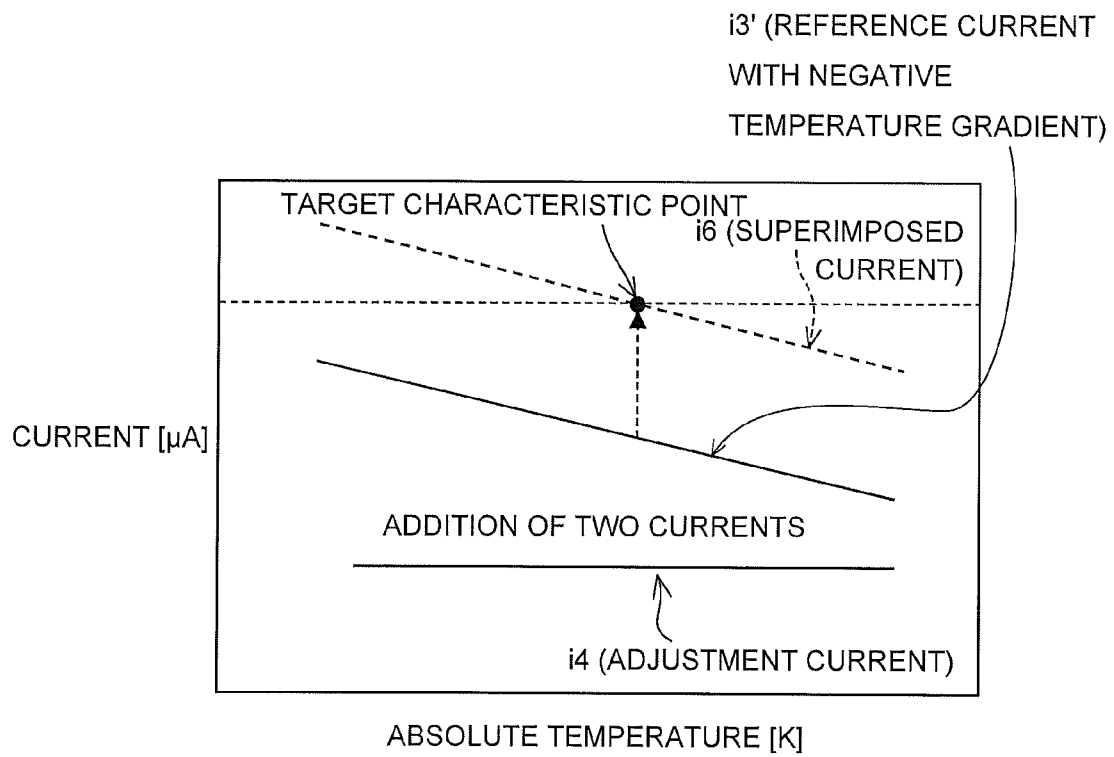 i3' (REFERENCE CURRENT
WITH NEGATIVE
TEMPERATURE GRADIENT)
TARGET CHARACTERISTIC POINT
i6 (SUPERIMPOSED
CURRENT)
CURRENT [µA]
ADDITION OF TWO CURRENTS
i4 (ADJUSTMENT CURRENT)
ABSOLUTE TEMPERATURE [K]